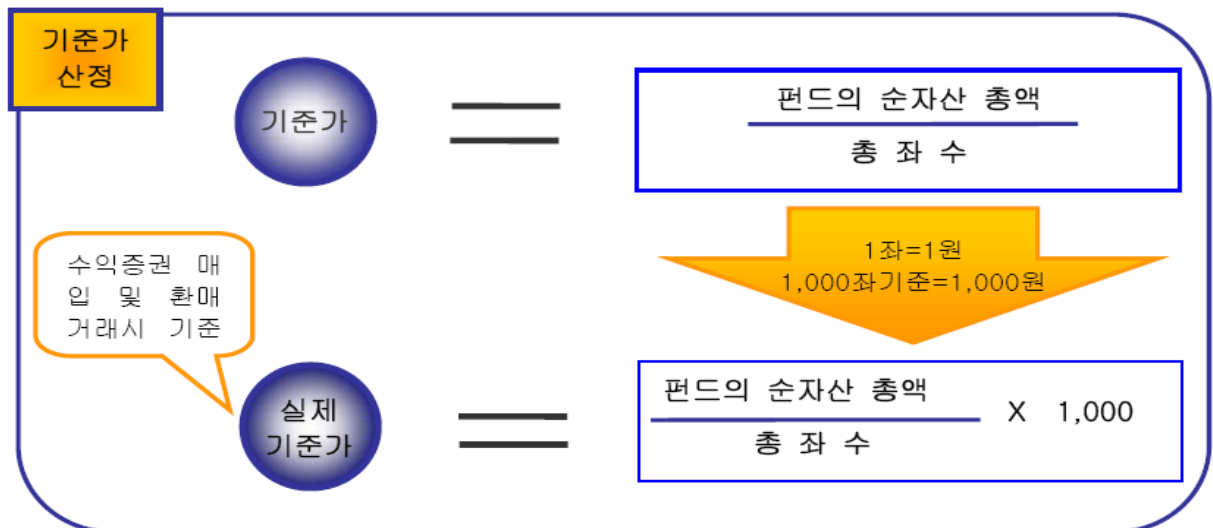 기준가
산정
기준가
펀드의 순자산 총액
총 좌 수
1좌=1원
1,000좌기준=1,000원
수익증권 매
입 및 환매
거래시 기준
실제
기준가
펀드의 순자산 총액
X 1,000
총 좌 수